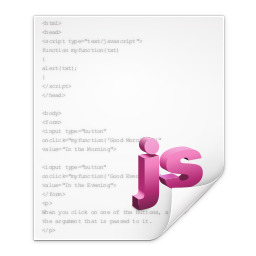 <html>
<head>
<script type="text/javascript">
function myfunction(txt)
{
alert(txt);
}
</script>
</head>
<body>
<form>
<input type="button"
onclick="myfunction('Good Mor
value="In the Morning">
<input type="button"
onclick="myfunction('Good Even
value="In the Evening">
</form>
<p>
When you click on one of the buttons, a
the argument that is passed to it.
</p>
js